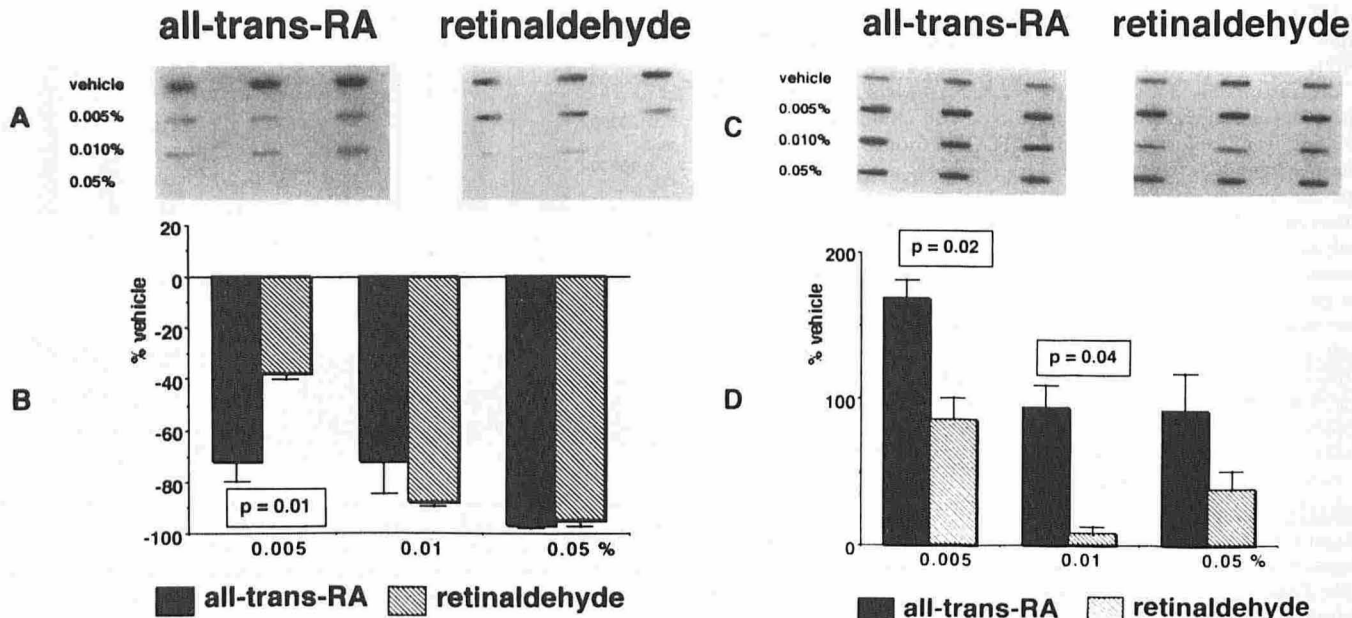 all-trans-RA retinaldehyde
A
vehicle
0.005%
0.010%
0.05%
B
% vehicle
20
0
-20
-40
-60
-80
-100
p = 0.01
0.005 0.01 0.05 %
all-trans-RA retinaldehyde
all-trans-RA retinaldehyde
C
vehicle
0.005%
0.010%
0.05%
D
% vehicle
200
100
0
p = 0.02
p = 0.04
0.005 0.01 0.05 %
all-trans-RA retinaldehyde